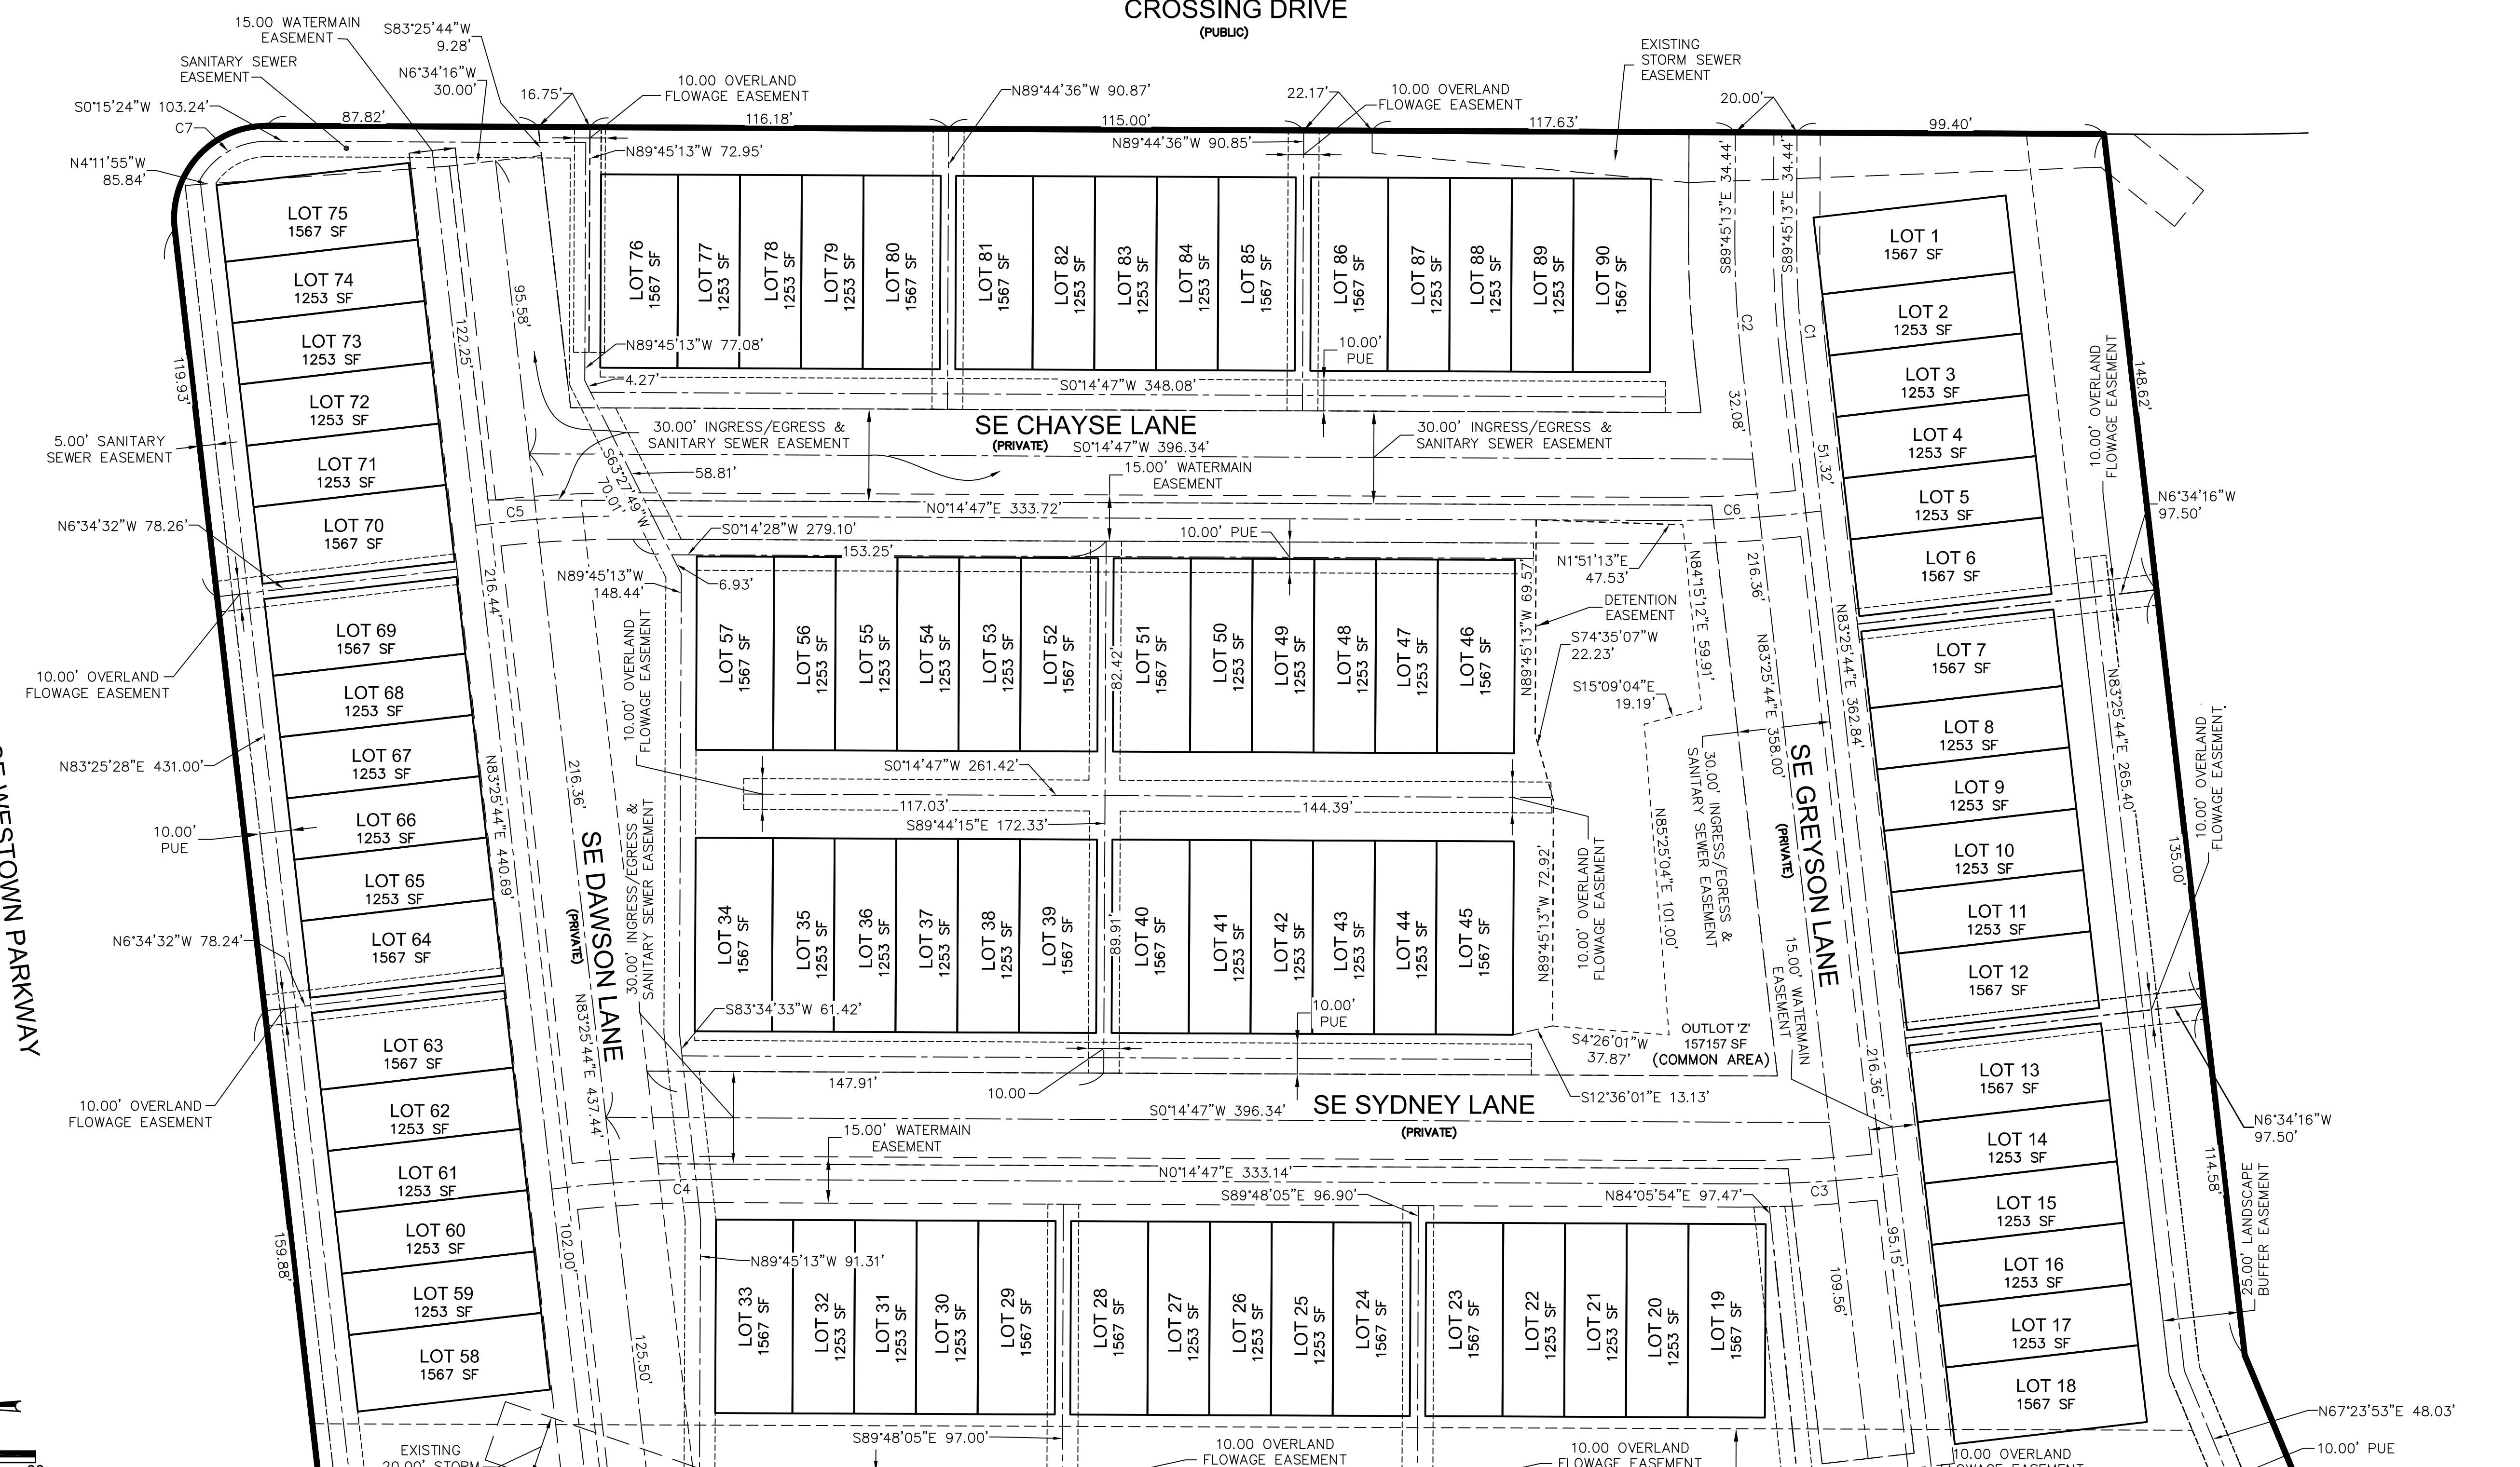 CROSSING DRIVE
(PUBLIC)
15.00 WATERMAIN
EASEMENT
S83°25'44"W
9.28'
SANITARY SEWER
EASEMENT
N6°34'16"W
30.00'
16.75'
10.00 OVERLAND
FLOWAGE EASEMENT
N89°44'36"W 90.87'
22.17'
10.00 OVERLAND
FLOWAGE EASEMENT
EXISTING
STORM SEWER
EASEMENT
20.00'
S0°15'24"W 103.24'
C7
87.82'
116.18'
115.00'
117.63'
99.40'
N4°11'55"W
85.84'
N89°45'13"W 72.95'
N89°44'36"W 90.85'
S89°45'13"E 34.44'
S89°45'13"E 34.44'
LOT 75
1567 SF
LOT 74
1253 SF
LOT 73
1253 SF
LOT 72
1253 SF
LOT 71
1253 SF
LOT 70
1567 SF
95.58'
122.25'
119.93'
LOT 76
1567 SF
LOT 77
1253 SF
LOT 78
1253 SF
LOT 79
1253 SF
LOT 80
1567 SF
LOT 81
1567 SF
LOT 82
1253 SF
LOT 83
1253 SF
LOT 84
1253 SF
LOT 85
1567 SF
LOT 86
1567 SF
LOT 87
1253 SF
LOT 88
1253 SF
LOT 89
1253 SF
LOT 90
1567 SF
C2
C1
LOT 1
1567 SF
LOT 2
1253 SF
LOT 3
1253 SF
LOT 4
1253 SF
LOT 5
1253 SF
LOT 6
1567 SF
10.00' OVERLAND
FLOWAGE EASEMENT
148.62'
N89°45'13"W 77.08'
4.27'
10.00'
PUE
S0°14'47"W 348.08'
32.08'
51.32'
5.00' SANITARY
SEWER EASEMENT
30.00' INGRESS/EGRESS &
SANITARY SEWER EASEMENT
SE CHAYSE LANE
(PRIVATE)
S0°14'47"W 396.34'
30.00' INGRESS/EGRESS &
SANITARY SEWER EASEMENT
S63°27'49"W
70.01'
58.81'
15.00' WATERMAIN
EASEMENT
N6°34'16"W
97.50'
N6°34'32"W 78.26'
C5
N0°14'47"E 333.72'
C6
S0°14'28"W 279.10'
153.25'
10.00' PUE
N89°45'13"W
148.44'
6.93'
N89°45'13"W 69.57'
N1°51'13"E
47.53'
N84°15'12"E 59.91'
216.36'
DETENTION
EASEMENT
S74°35'07"W
22.23'
S15°09'04"E
19.19'
216.44'
10.00' OVERLAND
FLOWAGE EASEMENT
LOT 57
1567 SF
LOT 56
1253 SF
LOT 55
1253 SF
LOT 54
1253 SF
LOT 53
1253 SF
LOT 52
1567 SF
82.42'
LOT 51
1567 SF
LOT 50
1253 SF
LOT 49
1253 SF
LOT 48
1253 SF
LOT 47
1253 SF
LOT 46
1567 SF
N83°25'44"E 358.00'
N83°25'44"E 362.84'
10.00' OVERLAND
FLOWAGE EASEMENT
LOT 69
1567 SF
LOT 68
1253 SF
LOT 67
1253 SF
LOT 66
1253 SF
LOT 65
1253 SF
LOT 64
1567 SF
LOT 7
1567 SF
LOT 8
1253 SF
LOT 9
1253 SF
LOT 10
1253 SF
LOT 11
1253 SF
LOT 12
1567 SF
N83°25'44"E 265.40'
10.00' OVERLAND
FLOWAGE EASEMENT
135.00'
N83°25'28"E 431.00'
10.00'
PUE
N83°25'44"E 440.69'
216.36'
SE DAWSON LANE
(PRIVATE)
30.00' INGRESS/EGRESS &
SANITARY SEWER EASEMENT
S0°14'47"W 261.42'
117.03'
144.39'
S89°44'15"E 172.33'
30.00' INGRESS/EGRESS &
SANITARY SEWER EASEMENT
SE GREYSON LANE
(PRIVATE)
N85°25'04"E 101.00'
N89°45'13"W 72.92'
10.00' OVERLAND
FLOWAGE EASEMENT
15.00' WATERMAIN
EASEMENT
SE WESTOWN PARKWAY
N6°34'32"W 78.24'
LOT 34
1567 SF
LOT 35
1253 SF
LOT 36
1253 SF
LOT 37
1253 SF
LOT 38
1253 SF
LOT 39
1567 SF
89.91'
LOT 40
1567 SF
LOT 41
1253 SF
LOT 42
1253 SF
LOT 43
1253 SF
LOT 44
1253 SF
LOT 45
1567 SF
S83°34'33"W 61.42'
10.00'
PUE
S4°26'01"W
37.87'
OUTLOT 'Z'
157157 SF
(COMMON AREA)
N83°25'44"E 437.44'
10.00' OVERLAND
FLOWAGE EASEMENT
147.91'
10.00
S12°36'01"E 13.13'
S0°14'47"W 396.34'
SE SYDNEY LANE
(PRIVATE)
216.36'
N6°34'16"W
97.50'
LOT 63
1567 SF
LOT 62
1253 SF
LOT 61
1253 SF
LOT 60
1253 SF
LOT 59
1253 SF
LOT 58
1567 SF
15.00' WATERMAIN
EASEMENT
N0°14'47"E 333.14'
C4
S89°48'05"E 96.90'
N84°05'54"E 97.47'
C3
LOT 13
1567 SF
LOT 14
1253 SF
LOT 15
1253 SF
LOT 16
1253 SF
LOT 17
1253 SF
LOT 18
1567 SF
114.58'
25.00' LANDSCAPE
BUFFER EASEMENT
159.88'
102.00'
125.50'
N89°45'13"W 91.31'
LOT 33
1567 SF
LOT 32
1253 SF
LOT 31
1253 SF
LOT 30
1253 SF
LOT 29
1567 SF
LOT 28
1567 SF
LOT 27
1253 SF
LOT 26
1253 SF
LOT 25
1253 SF
LOT 24
1567 SF
LOT 23
1567 SF
LOT 22
1253 SF
LOT 21
1253 SF
LOT 20
1253 SF
LOT 19
1567 SF
109.56'
95.15'
N67°23'53"E 48.03'
10.00' PUE
EXISTING
20.00' STORM
S89°48'05"E 97.00'
10.00 OVERLAND
FLOWAGE EASEMENT
10.00 OVERLAND
FLOWAGE EASEMENT
10.00 OVERLAND
FLOWAGE EASEMENT